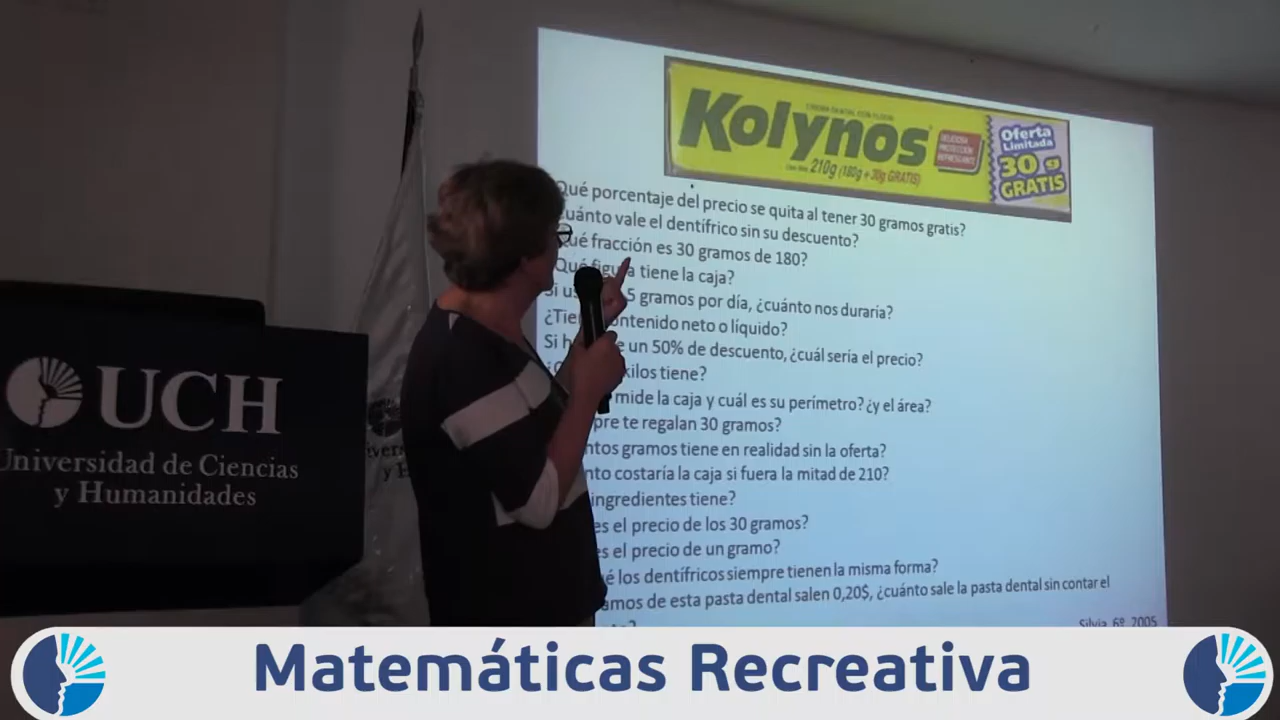 CREMA DENTAL CON FLUOR
Kolynos
DELICIOSA
PROTECCION
REFRESCANTE
210g (180g + 30g GRATIS)
Oferta
Limitada
30 g
GRATIS
Qué porcentaje del precio se quita al tener 30 gramos gratis?
uánto vale el dentífrico sin su descuento?
ué fracción es 30 gramos de 180?
Qué figura tiene la caja?
5 gramos por día, ¿cuánto nos duraría?
¿Tie ontenido neto o líquido?
Si h e un 50% de descuento, ¿cuál sería el precio?
kilos tiene?
mide la caja y cuál es su perímetro? ¿y el área?
pre te regalan 30 gramos?
ntos gramos tiene en realidad sin la oferta?
nto costaría la caja si fuera la mitad de 210?
ingredientes tiene?
es el precio de los 30 gramos?
es el precio de un gramo?
é los dentífricos siempre tienen la misma forma?
amos de esta pasta dental salen 0,20$, ¿cuánto sale la pasta dental sin contar el
Silvia, 6º, 2005
UCH
Universidad de Ciencias
y Humanidades
Matemáticas Recreativa